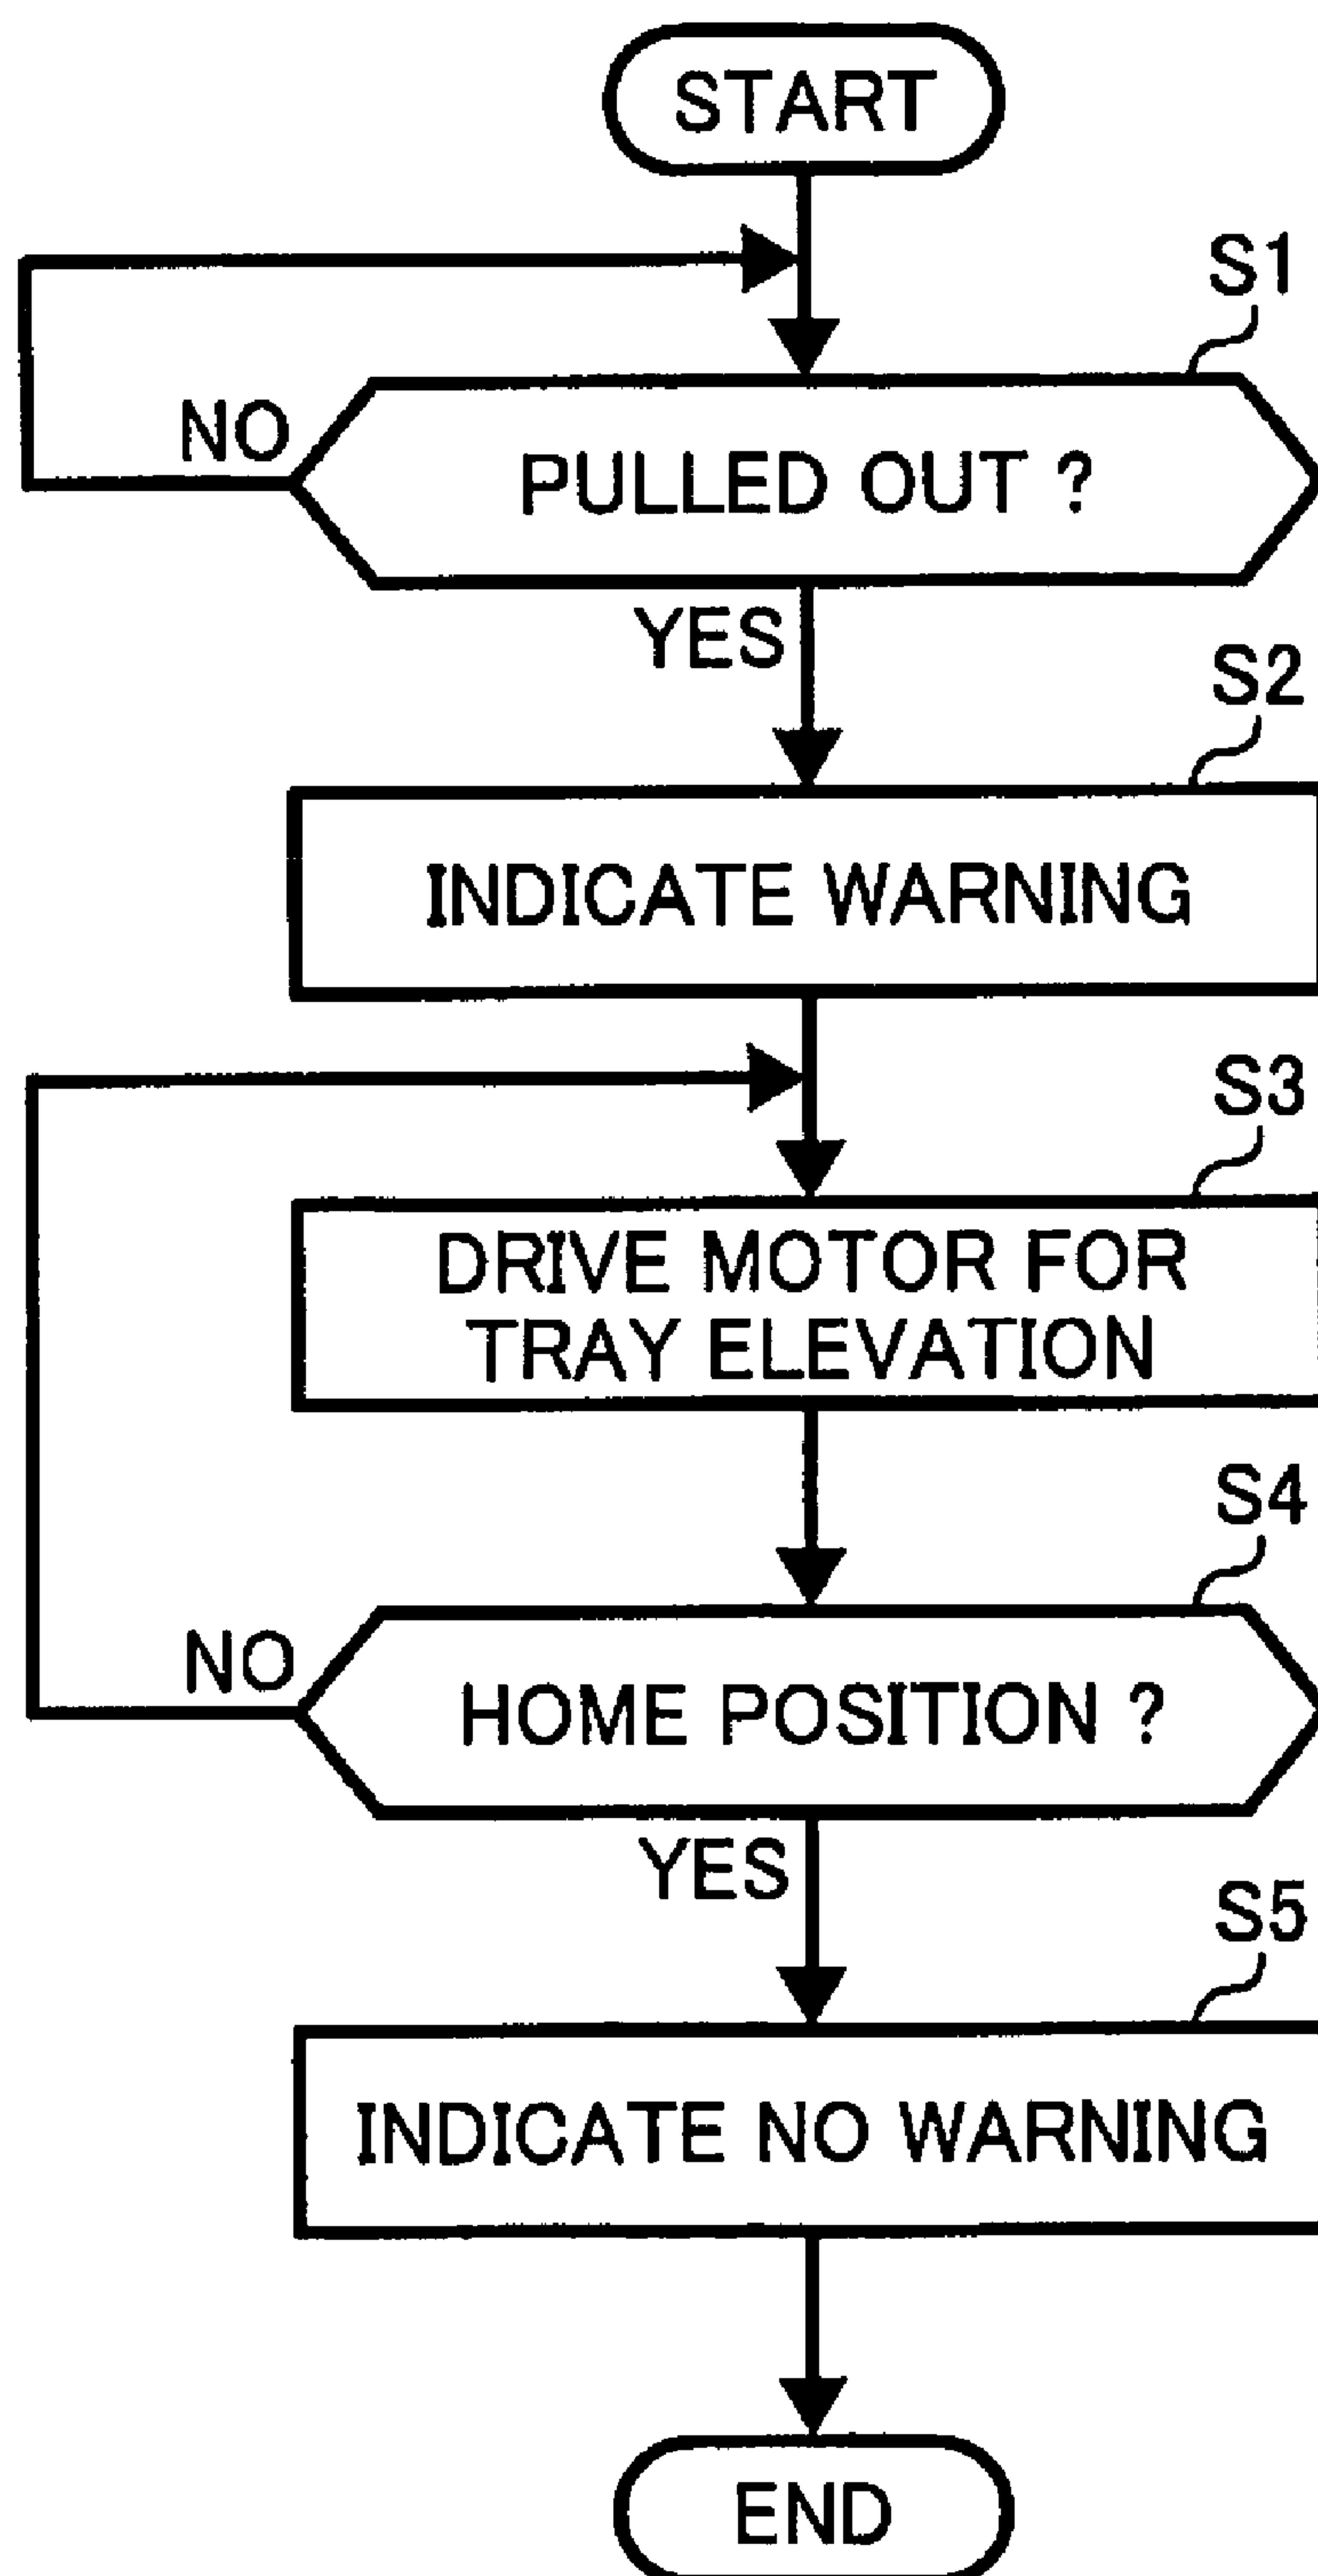 START
S1
NO
PULLED OUT ?
YES
S2
INDICATE WARNING
S3
DRIVE MOTOR FOR
TRAY ELEVATION
S4
NO
HOME POSITION ?
YES
S5
INDICATE NO WARNING
END